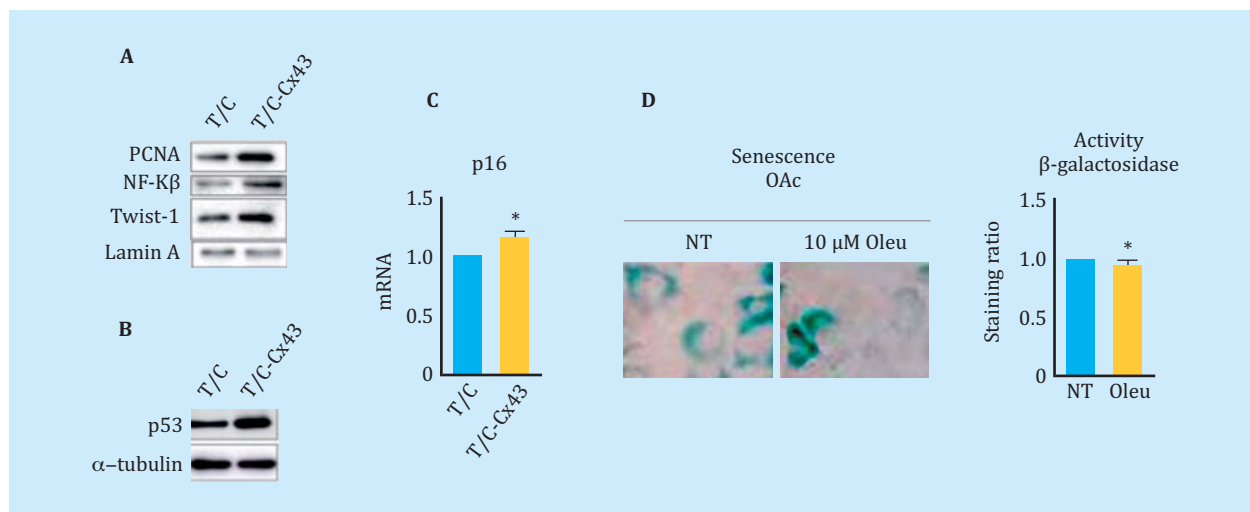 A
T/C
T/C-Cx43
PCNA
NF-Kβ
Twist-1
Lamin A
B
T/C
T/C-Cx43
p53
α−tubulin
C
p16
mRNA
1.5
1.0
0.5
0
*
T/C
T/C-Cx43
D
Senescence
OAc
NT
10 µM Oleu
Activity
β-galactosidase
Staining ratio
1.5
1.0
0.5
0
*
NT
Oleu